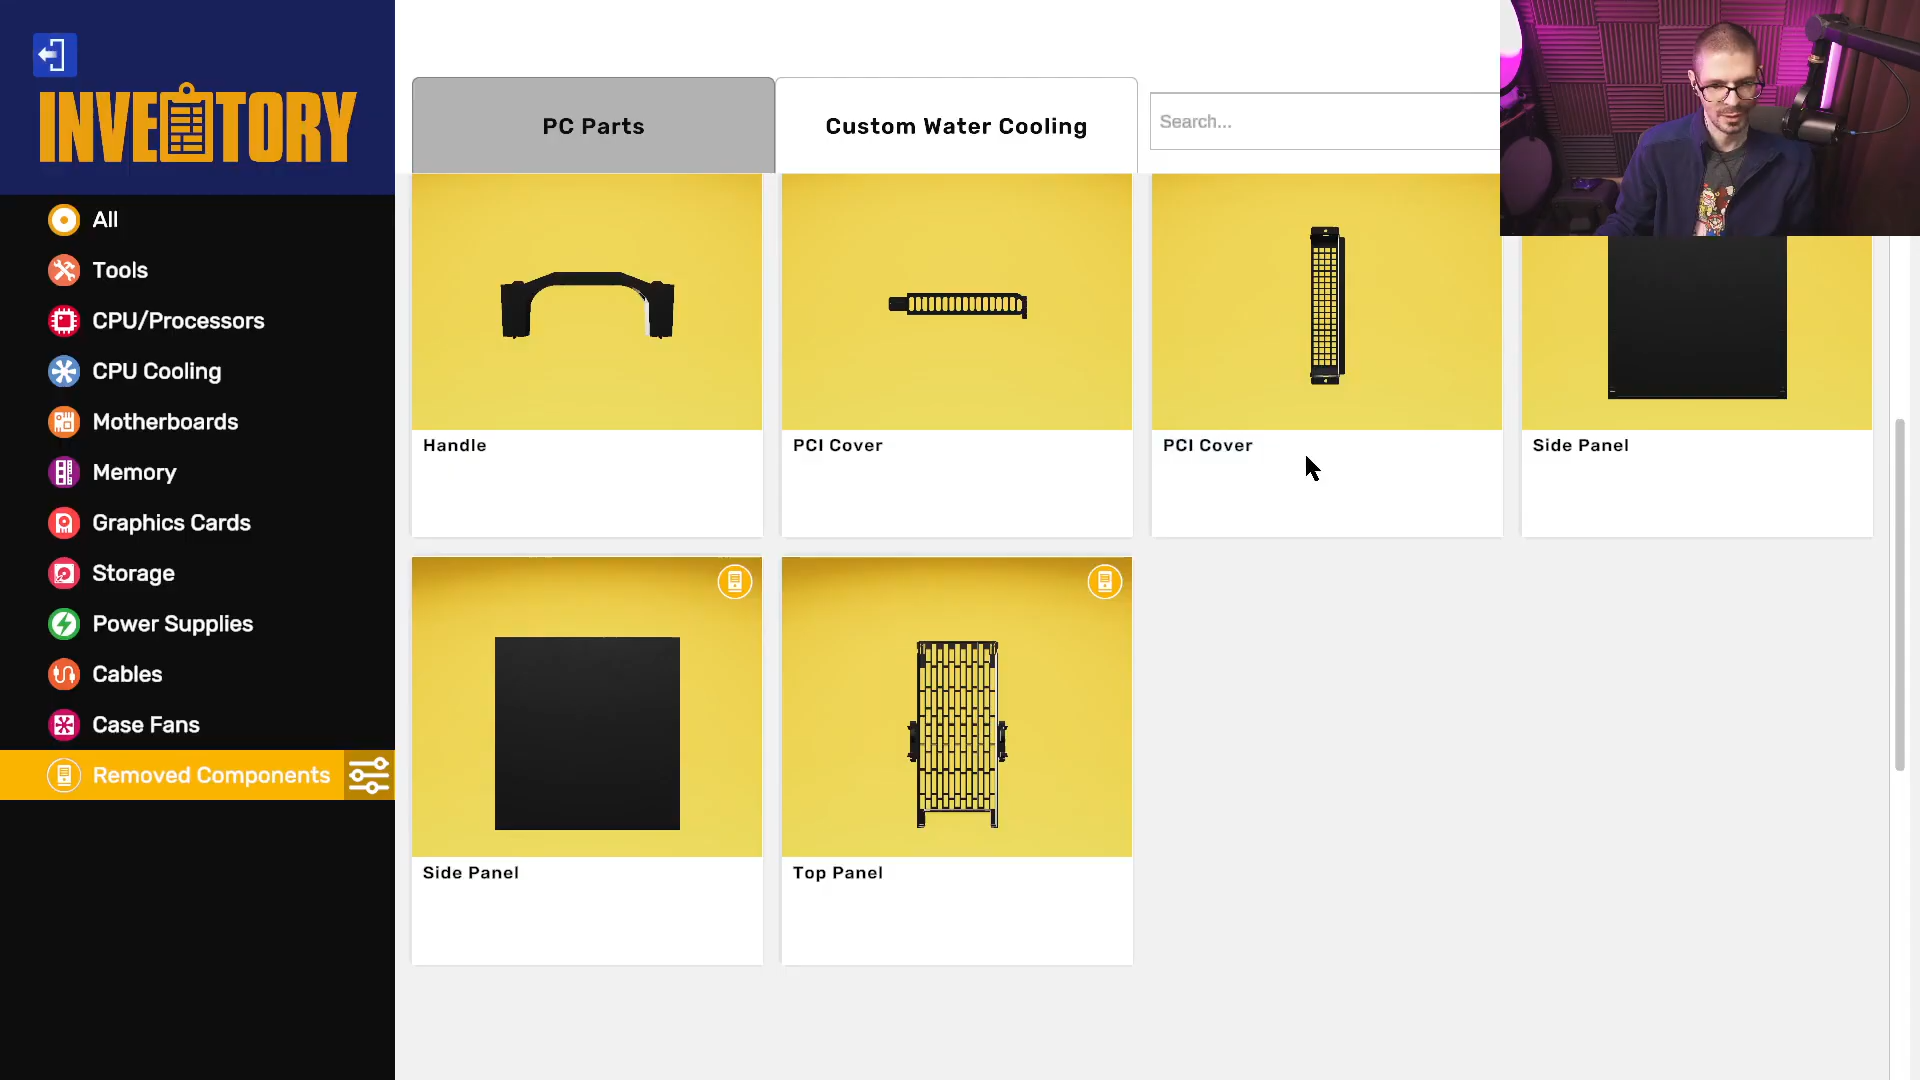 INVENTORY
All
Tools
CPU/Processors
CPU Cooling
Motherboards
Memory
Graphics Cards
Storage
Power Supplies
Cables
Case Fans
Removed Components
PC Parts
Custom Water Cooling
Search...
Handle
PCI Cover
PCI Cover
Side Panel
Side Panel
Top Panel